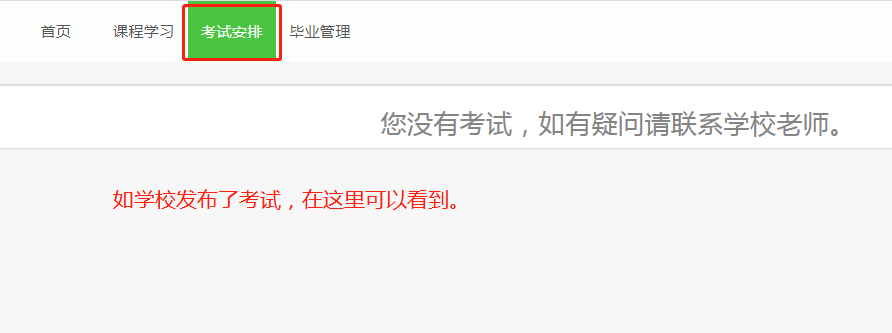 首页 课程学习 考试安排 毕业管理
您没有考试，如有疑问请联系学校老师。
如学校发布了考试，在这里可以看到。